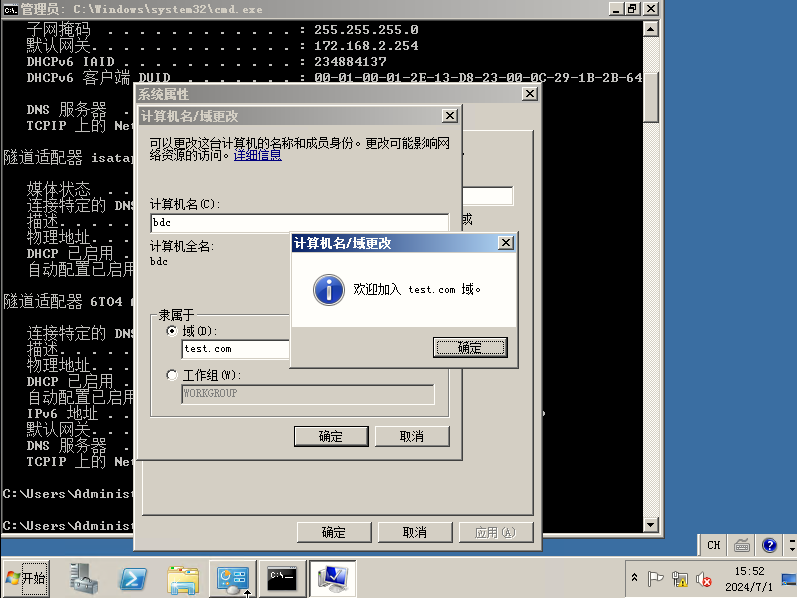 管理员: C:\Windows\system32\cmd.exe
子网掩码 . . . . . . . . . . . . : 255.255.255.0
默认网关. . . . . . . . . . . . . : 172.168.2.254
DHCPv6 IAID . . . . . . . . . . . : 234884137
DHCPv6 客户端 DUID . . . . . . . : 00-01-00-01-2E-13-D8-23-00-0C-29-1B-2B-64
DNS 服务器 .
TCPIP 上的 Net
隧道适配器 isatap
媒体状态 . .
连接特定的 DNS
描述. . . . .
物理地址. . .
DHCP 已启用 .
自动配置已启用
隧道适配器 6TO4
连接特定的 DNS
描述. . . . .
物理地址. . .
DHCP 已启用 .
自动配置已启用
IPv6 地址 . .
默认网关. . .
DNS 服务器 .
TCPIP 上的 Net
C:\Users\Administ
C:\Users\Administ
系统属性
或
确定
取消
应用(A)
计算机名/域更改
可以更改这台计算机的名称和成员身份。更改可能影响网
络资源的访问。详细信息
计算机名(C):
bdc
计算机全名:
bdc
隶属于
域(D):
test.com
工作组(W):
WORKGROUP
确定
取消
计算机名/域更改
欢迎加入 test.com 域。
确定
CH
开始
15:52
2024/7/1